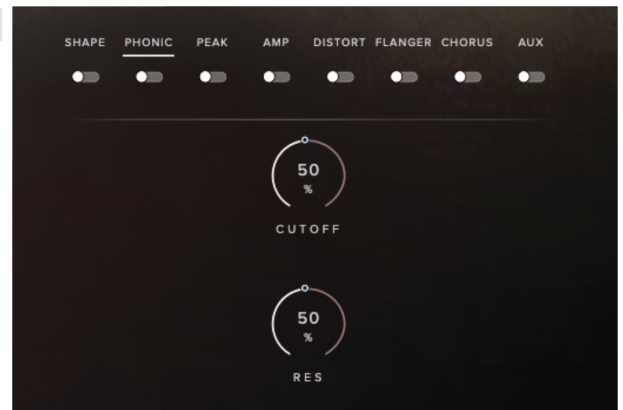 SHAPE PHONIC PEAK AMP DISTORT FLANGER CHORUS AUX
50
%
CUTOFF
50
%
RES